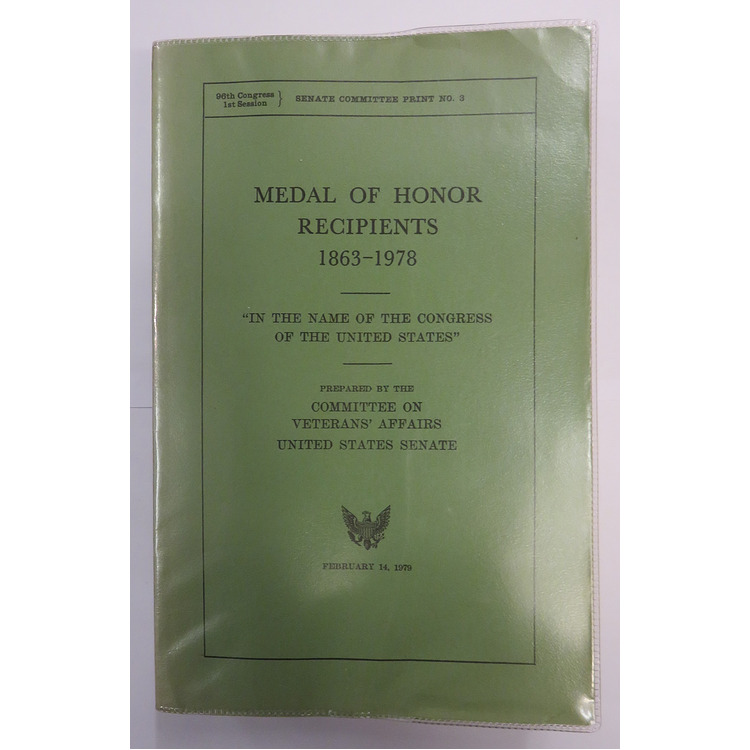 96th Congress
1st Session
SENATE COMMITTEE PRINT NO. 3
MEDAL OF HONOR
RECIPIENTS
1863–1978
“IN THE NAME OF THE CONGRESS
OF THE UNITED STATES”
PREPARED BY THE
COMMITTEE ON
VETERANS’ AFFAIRS
UNITED STATES SENATE
FEBRUARY 14, 1979